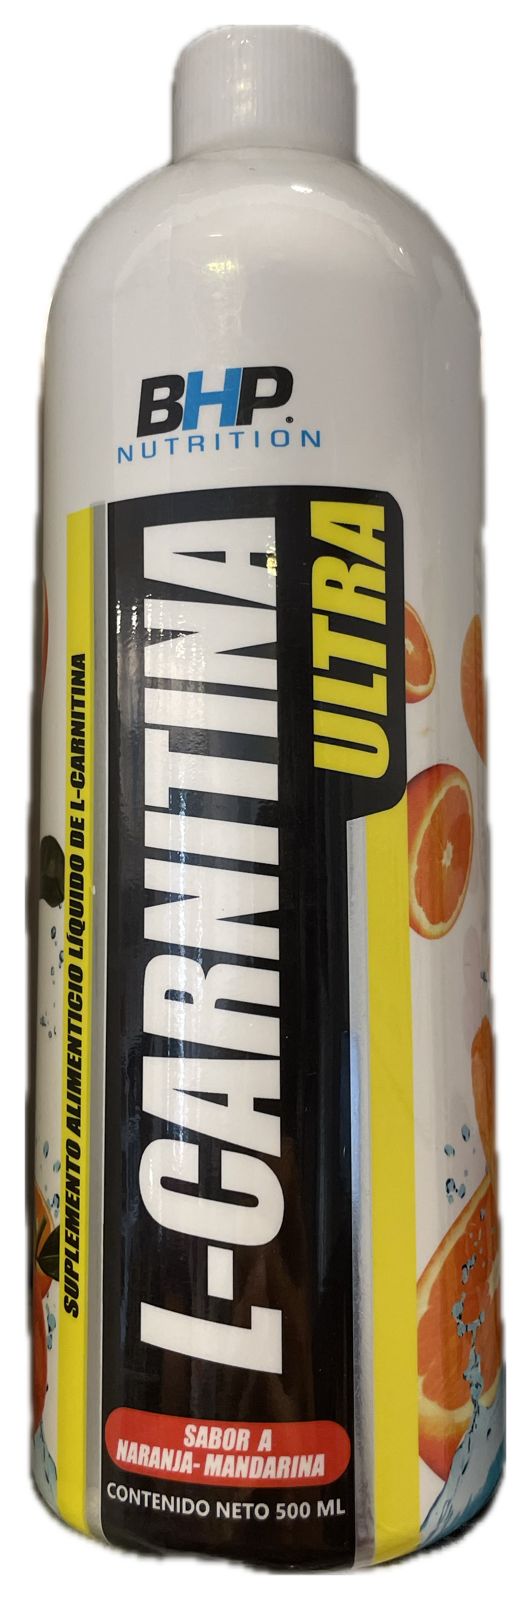 BHP®
NUTRITION
L-CARNITINA
ULTRA
SUPLEMENTO ALIMENTICIO LÍQUIDO DE L-CARNITINA
SABOR A
NARANJA- MANDARINA
CONTENIDO NETO 500 ML